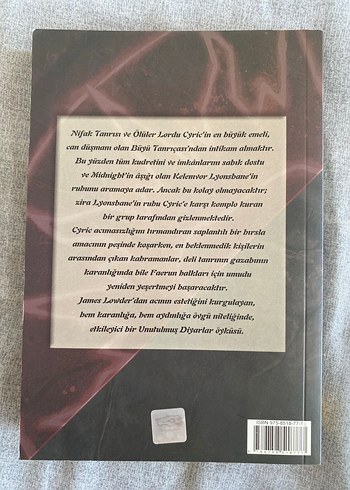 Nifak Tanrısı ve Ölüler Lordu Cyric'in en büyük emeli,
can düşmanı olan Büyü Tanrıçası'ndan intikam almaktır.
Bu yüzden tüm kudretini ve imkânlarını sabık dostu
ve Midnight'ın âşığı olan Kelemvor Lyonsbane'in
ruhunu aramaya adar. Ancak bu kolay olmayacaktır;
zira Lyonsbane'in ruhu Cyric'e karşı komplo kuran
bir grup tarafından gizlenmektedir.
Cyric acımasızlığını tırmandıran saplantılı bir hırsla
amacının peşinde koşarken, en beklenmedik kişilerin
arasından çıkan kahramanlar, deli tanrının gazabının
karanlığında bile Faerun halkları için umudu
yeniden yeşertmeyi başaracaktır.
James Lowder'dan acının estetiğini kurgulayan,
hem karanlığa, hem aydınlığa övgü niteliğinde,
etkileyici bir Unutulmuş Diyarlar öyküsü.